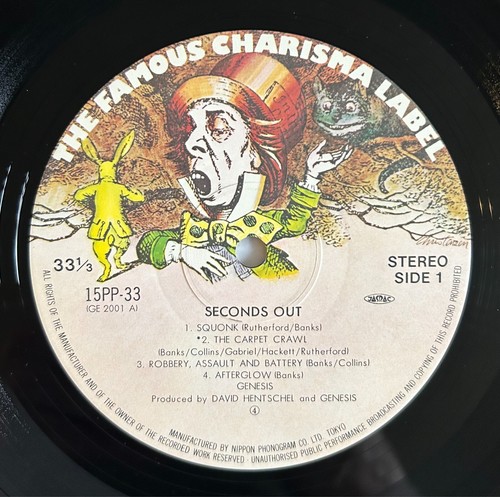 THE FAMOUS CHARISMA LABEL
33 1/3
STEREO
SIDE 1
15PP-33
(GE 2001 A)
SECONDS OUT
1. SQUONK (Rutherford/Banks)
*2. THE CARPET CRAWL
(Banks/Collins/Gabriel/Hackett/Rutherford)
3. ROBBERY, ASSAULT AND BATTERY (Banks/Collins)
4. AFTERGLOW (Banks)
GENESIS
Produced by DAVID HENTSCHEL and GENESIS
4
ALL RIGHTS OF THE MANUFACTURER AND OF THE OWNER OF THE RECORDED WORK RESERVED · UNAUTHORISED PUBLIC PERFORMANCE BROADCASTING AND COPYING OF THIS RECORD PROHIBITED
MANUFACTURED BY NIPPON PHONOGRAM CO. LTD. TOKYO